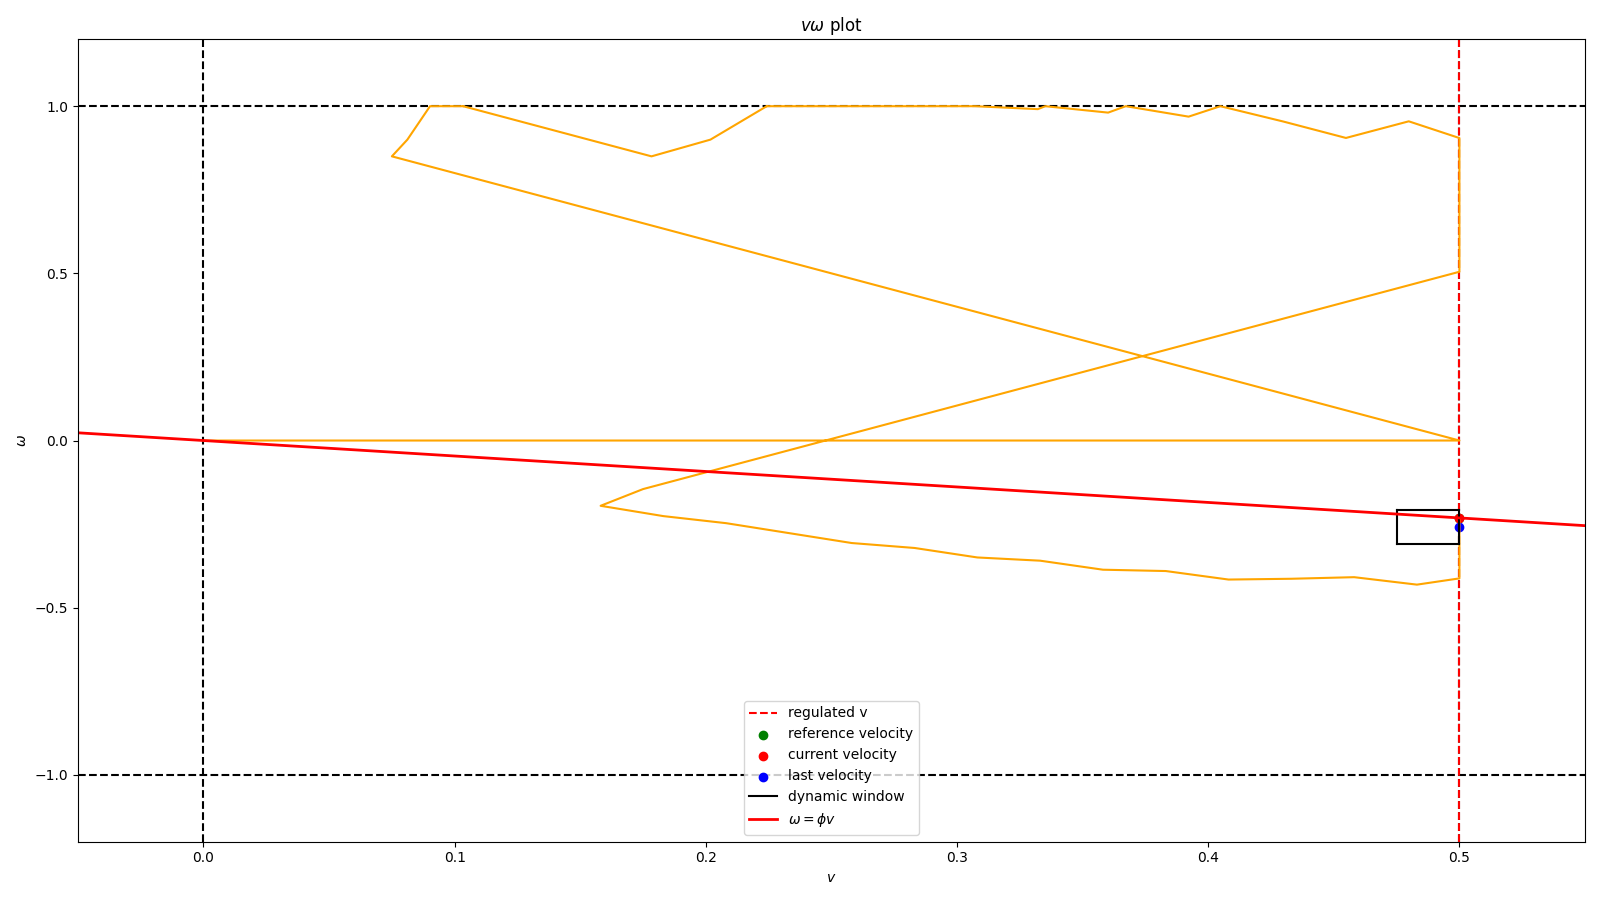 vω plot
1.0
0.5
0.0
−0.5
−1.0
ω
0.0 0.1 0.2 0.3 0.4 0.5
v
regulated v
reference velocity
current velocity
last velocity
dynamic window
ω = ϕv